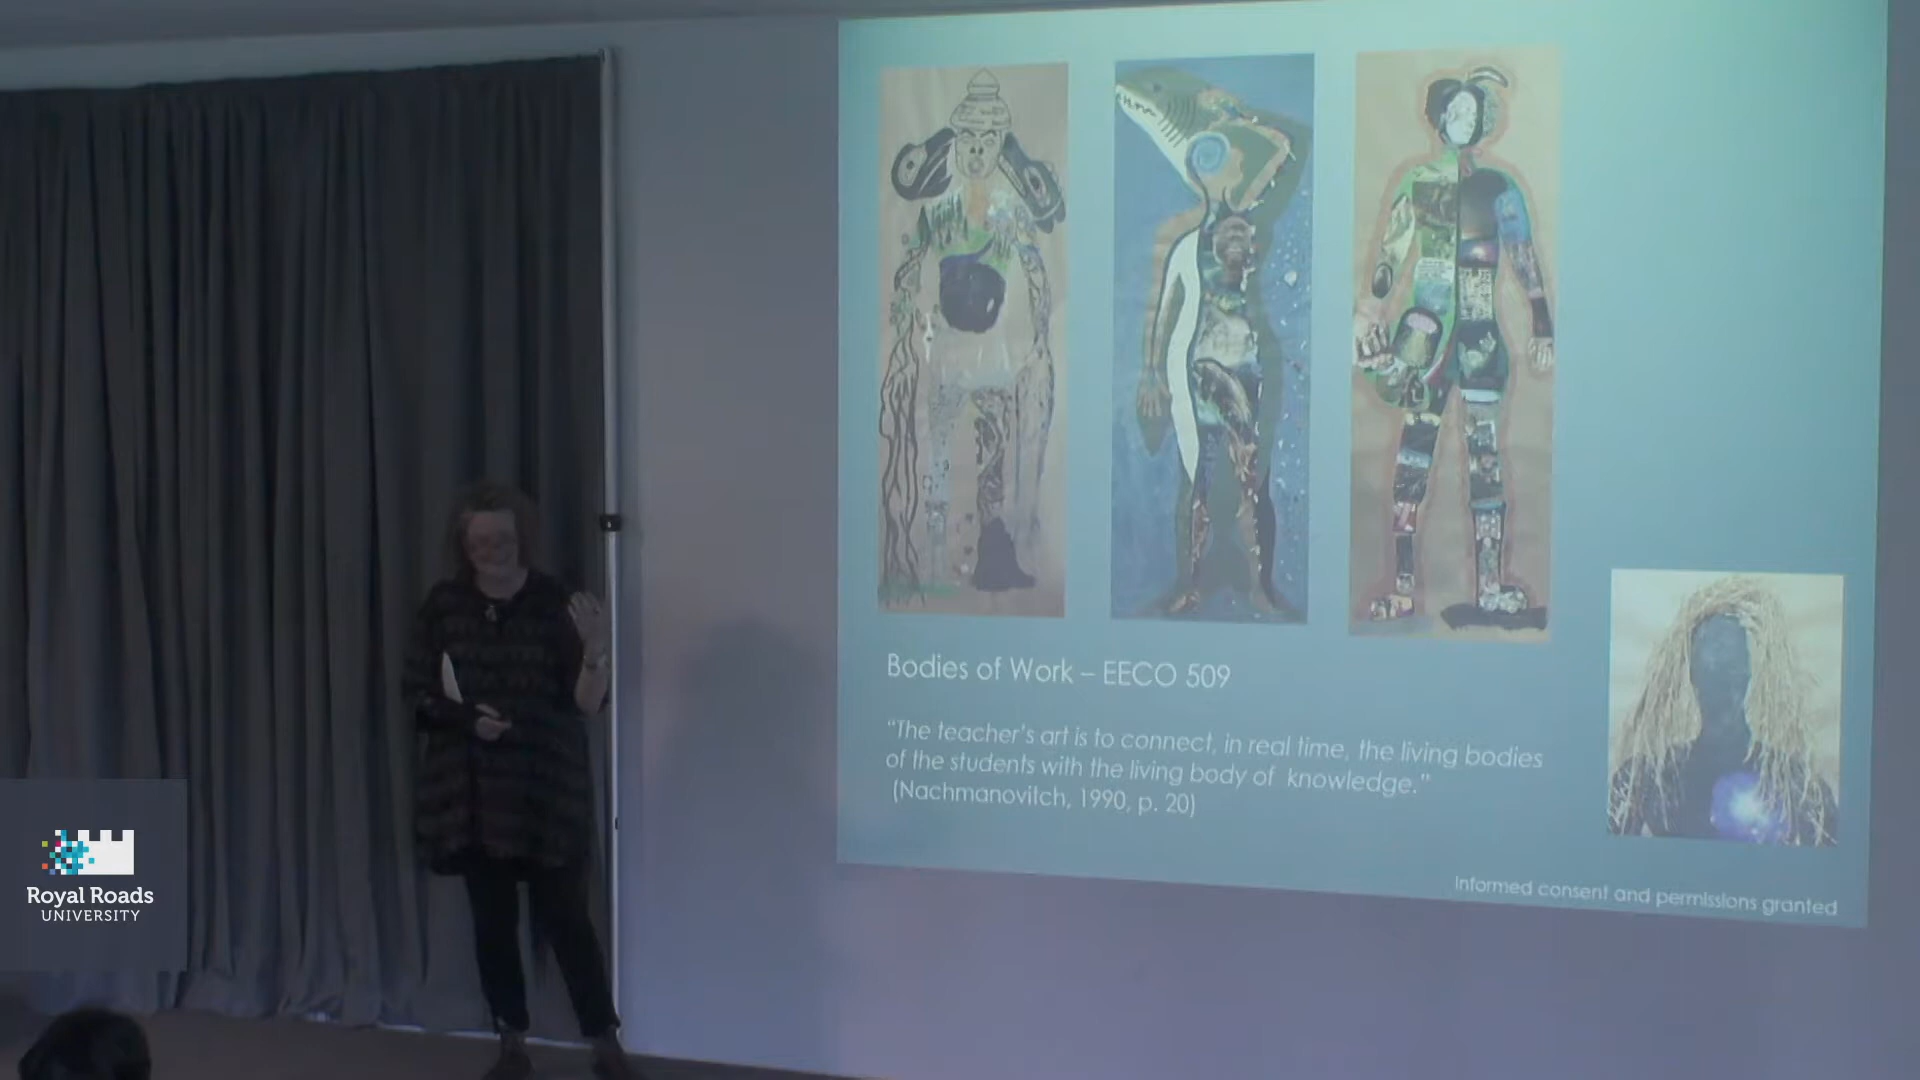 Bodies of Work – EECO 509
“The teacher’s art is to connect, in real time, the living bodies
of the students with the living body of knowledge.”
(Nachmanovitch, 1990, p. 20)
Informed consent and permissions granted
Royal Roads
UNIVERSITY